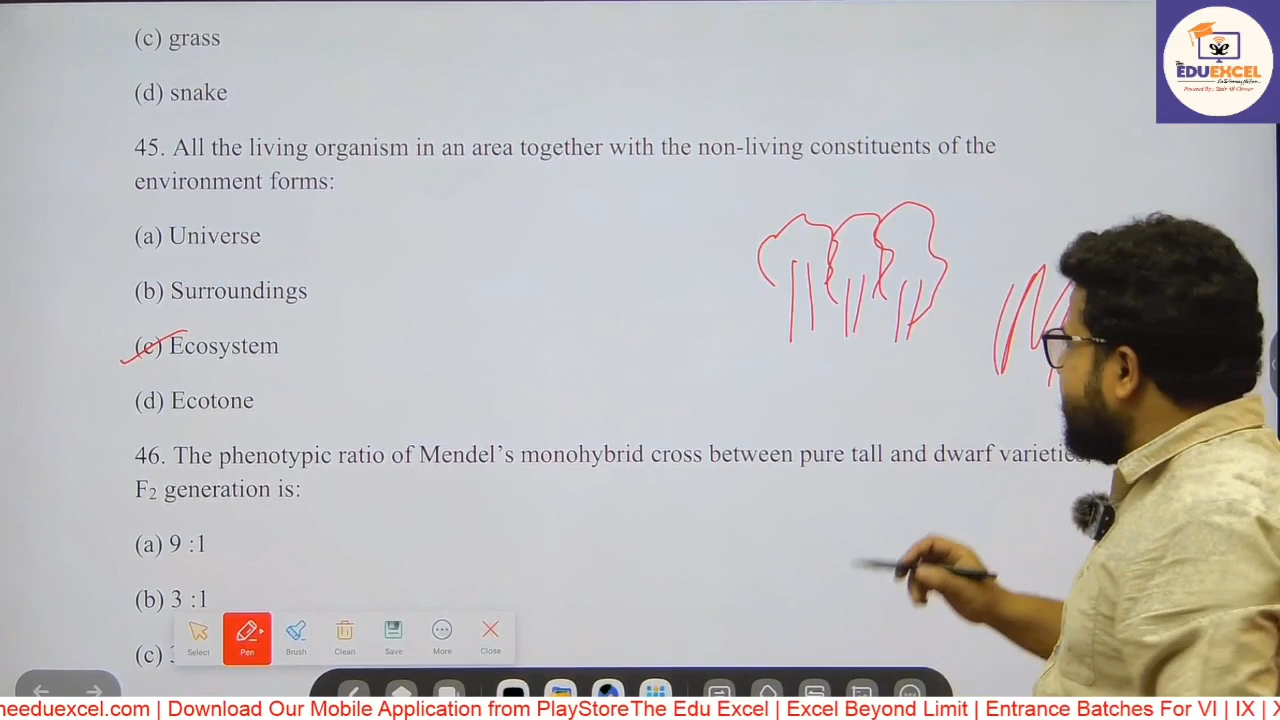 (c) grass
(d) snake
45. All the living organism in an area together with the non-living constituents of the
environment forms:
(a) Universe
(b) Surroundings
(c) Ecosystem
(d) Ecotone
46. The phenotypic ratio of Mendel's monohybrid cross between pure tall and dwarf varieties,
F₂ generation is:
(a) 9 :1
(b) 3 :1
(c)
Select Pen Brush Clean Save More Close
The
EDUEXCEL
needuexcel.com | Download Our Mobile Application from PlayStoreThe Edu Excel | Excel Beyond Limit | Entrance Batches For VI | IX | X